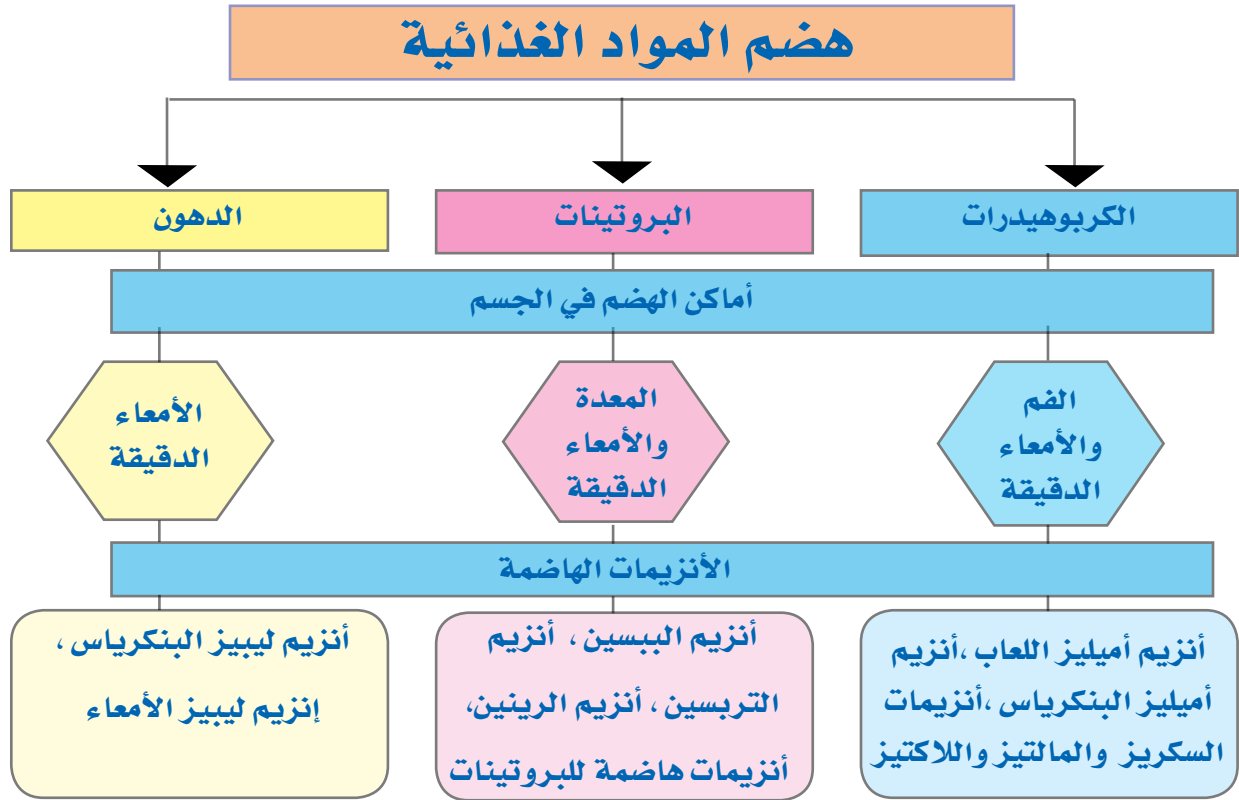 هضم المواد الغذائية
الكربوهيدرات
البروتينات
الدهون
أماكن الهضم في الجسم
الفم
والأمعاء
الدقيقة
المعدة
والأمعاء
الدقيقة
الأمعاء
الدقيقة
الأنزيمات الهاضمة
أنزيم أميليز اللعاب ،أنزيم
أميليز البنكرياس ،أنزيمات
السكريز والمالتيز واللاكتيز
أنزيم الببسين ، أنزيم
التربسين ، أنزيم الرينين،
أنزيمات هاضمة للبروتينات
أنزيم ليبيز البنكرياس ،
إنزيم ليبيز الأمعاء